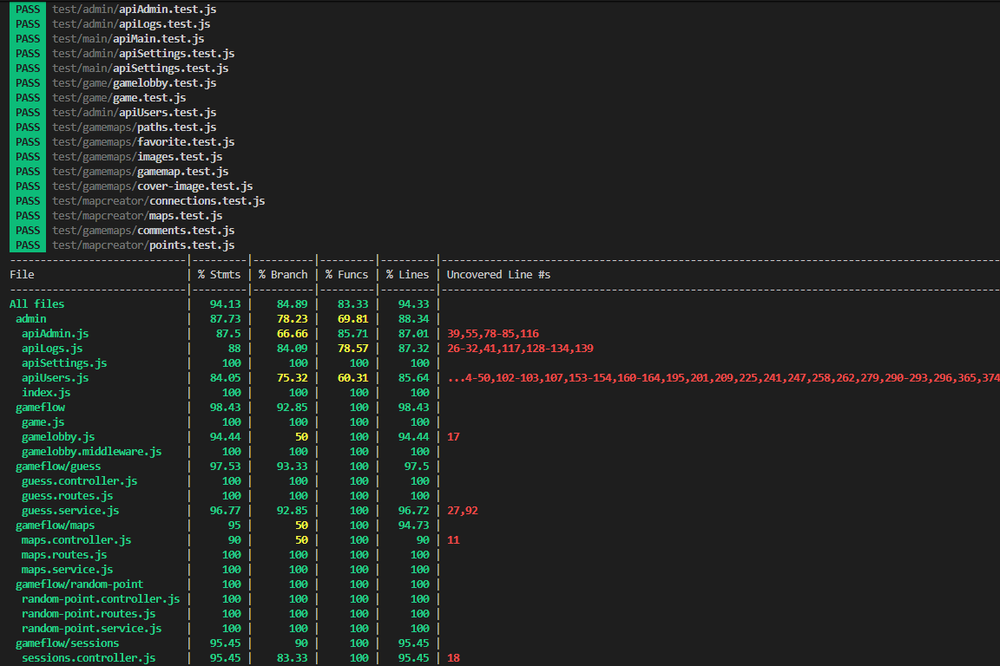 PASS test/admin/apiAdmin.test.js
PASS test/admin/apiLogs.test.js
PASS test/main/apiMain.test.js
PASS test/admin/apiSettings.test.js
PASS test/main/apiSettings.test.js
PASS test/game/gamelobby.test.js
PASS test/game/game.test.js
PASS test/admin/apiUsers.test.js
PASS test/gamemaps/paths.test.js
PASS test/gamemaps/favorite.test.js
PASS test/gamemaps/images.test.js
PASS test/gamemaps/gamemap.test.js
PASS test/gamemaps/cover-image.test.js
PASS test/mapcreator/connections.test.js
PASS test/mapcreator/maps.test.js
PASS test/gamemaps/comments.test.js
PASS test/mapcreator/points.test.js
File | % Stmts | % Branch | % Funcs | % Lines | Uncovered Line #s
All files | 94.13 | 84.89 | 83.33 | 94.33 |
admin | 87.73 | 78.23 | 69.81 | 88.34 |
apiAdmin.js | 87.5 | 66.66 | 85.71 | 87.01 | 39,55,78-85,116
apiLogs.js | 88 | 84.09 | 78.57 | 87.32 | 26-32,41,117,128-134,139
apiSettings.js | 100 | 100 | 100 | 100 |
apiUsers.js | 84.05 | 75.32 | 60.31 | 85.64 | ...4-50,102-103,107,153-154,160-164,195,201,209,225,241,247,258,262,279,290-293,296,365,374
index.js | 100 | 100 | 100 | 100 |
gameflow | 98.43 | 92.85 | 100 | 98.43 |
game.js | 100 | 100 | 100 | 100 |
gamelobby.js | 94.44 | 50 | 100 | 94.44 | 17
gamelobby.middleware.js | 100 | 100 | 100 | 100 |
gameflow/guess | 97.53 | 93.33 | 100 | 97.5 |
guess.controller.js | 100 | 100 | 100 | 100 |
guess.routes.js | 100 | 100 | 100 | 100 |
guess.service.js | 96.77 | 92.85 | 100 | 96.72 | 27,92
gameflow/maps | 95 | 50 | 100 | 94.73 |
maps.controller.js | 90 | 50 | 100 | 90 | 11
maps.routes.js | 100 | 100 | 100 | 100 |
maps.service.js | 100 | 100 | 100 | 100 |
gameflow/random-point | 100 | 100 | 100 | 100 |
random-point.controller.js | 100 | 100 | 100 | 100 |
random-point.routes.js | 100 | 100 | 100 | 100 |
random-point.service.js | 100 | 100 | 100 | 100 |
gameflow/sessions | 95.45 | 90 | 100 | 95.45 |
sessions.controller.js | 95.45 | 83.33 | 100 | 95.45 | 18